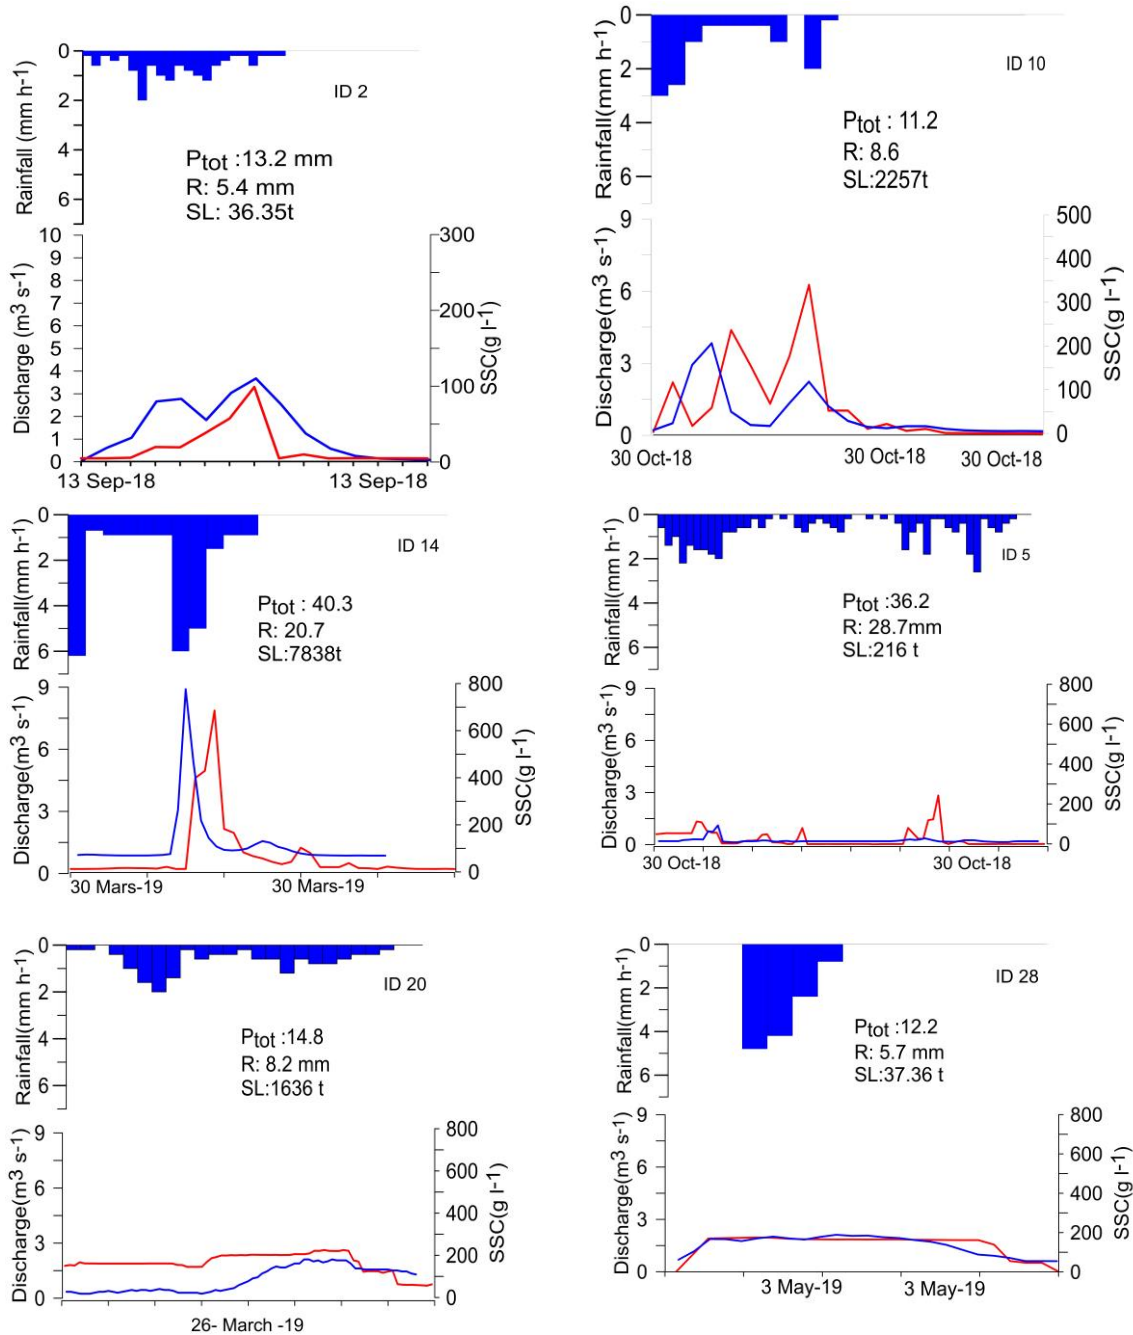 0
2
4
6
Rainfall (mm h-1)
ID 2
Ptot :13.2 mm
R: 5.4 mm
SL: 36.35t
10
9
8
7
6
5
4
3
2
1
0
Discharge (m3 s-1)
300
200
100
0
SSC(g l-1)
13 Sep-18 13 Sep-18
0
2
4
6
Rainfall(mm h-1)
ID 10
Ptot : 11.2
R: 8.6
SL:2257t
9
6
3
0
Discharge(m3 s-1)
500
400
300
200
100
0
SSC(g l-1)
30 Oct-18 30 Oct-18 30 Oct-18
0
2
4
6
Rainfall(mm h-1)
ID 14
Ptot : 40.3
R: 20.7
SL:7838t
9
6
3
0
Discharge(m3 s-1)
800
600
400
200
0
SSC(g l-1)
30 Mars-19 30 Mars-19
0
2
4
6
Rainfall(mm h-1)
ID 5
Ptot :36.2
R: 28.7mm
SL:216 t
9
6
3
0
Discharge(m3 s-1)
800
600
400
200
0
SSC(g l-1)
30 Oct-18 30 Oct-18
0
2
4
6
Rainfall(mm h-1)
ID 20
Ptot :14.8
R: 8.2 mm
SL:1636 t
9
6
3
0
Discharge(m3 s-1)
800
600
400
200
0
SSC(g l-1)
26- March -19
0
2
4
6
Rainfall(mm h-1)
ID 28
Ptot :12.2
R: 5.7 mm
SL:37.36 t
9
6
3
0
Discharge(m3 s-1)
800
600
400
200
0
SSC(g l-1)
3 May-19 3 May-19